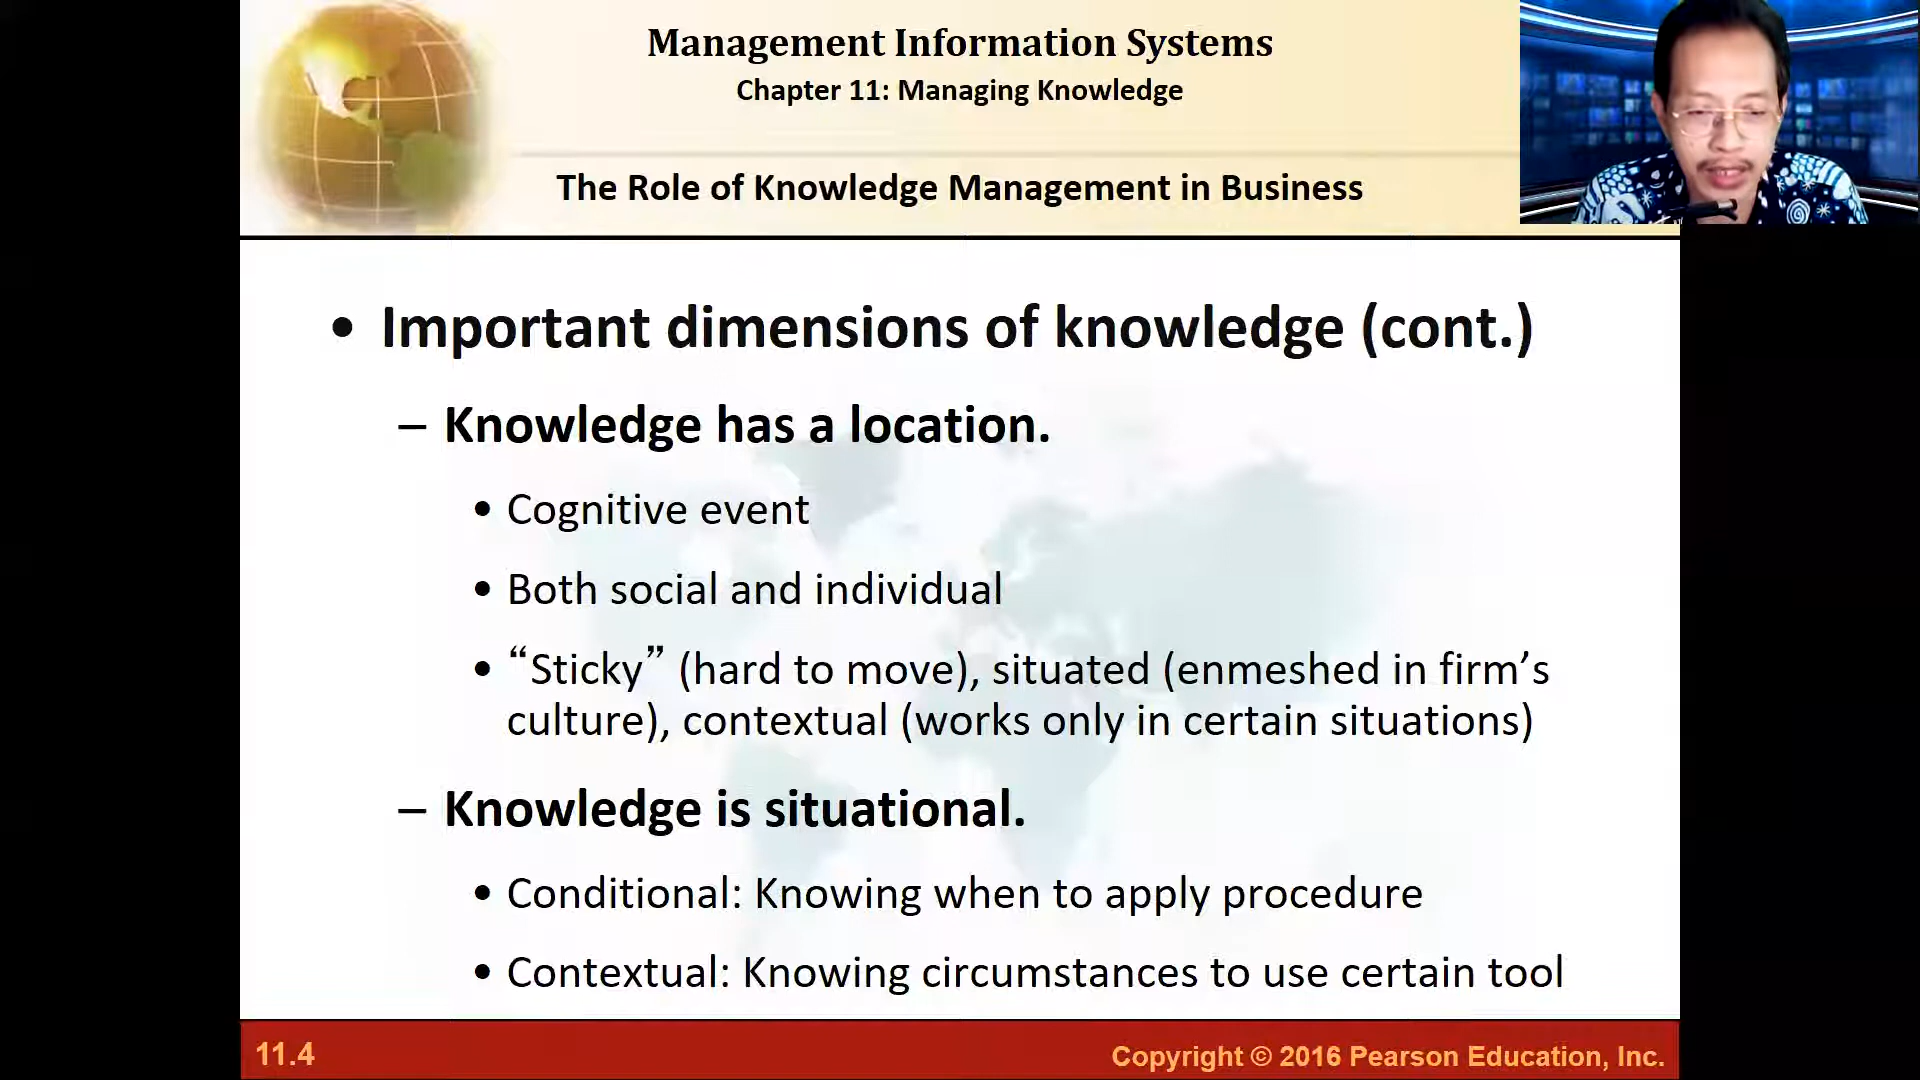 Management Information Systems
Chapter 11: Managing Knowledge
The Role of Knowledge Management in Business
• Important dimensions of knowledge (cont.)
– Knowledge has a location.
• Cognitive event
• Both social and individual
• “Sticky” (hard to move), situated (enmeshed in firm’s
culture), contextual (works only in certain situations)
– Knowledge is situational.
• Conditional: Knowing when to apply procedure
• Contextual: Knowing circumstances to use certain tool
11.4
Copyright © 2016 Pearson Education, Inc.